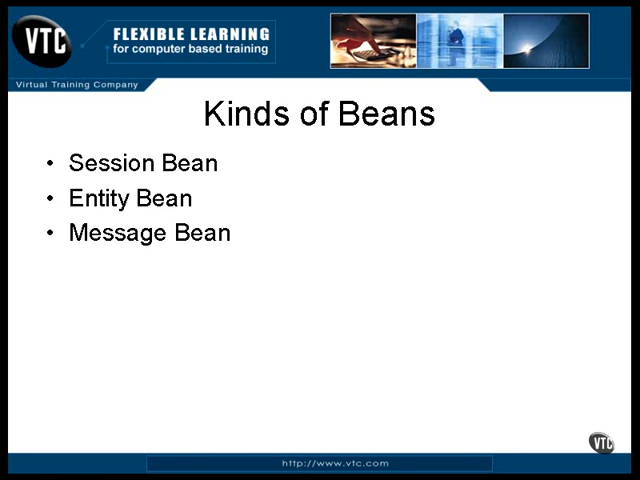 VTC
FLEXIBLE LEARNING
for computer based training
Virtual Training Company
Kinds of Beans
• Session Bean
• Entity Bean
• Message Bean
VTC
http://www.vtc.com